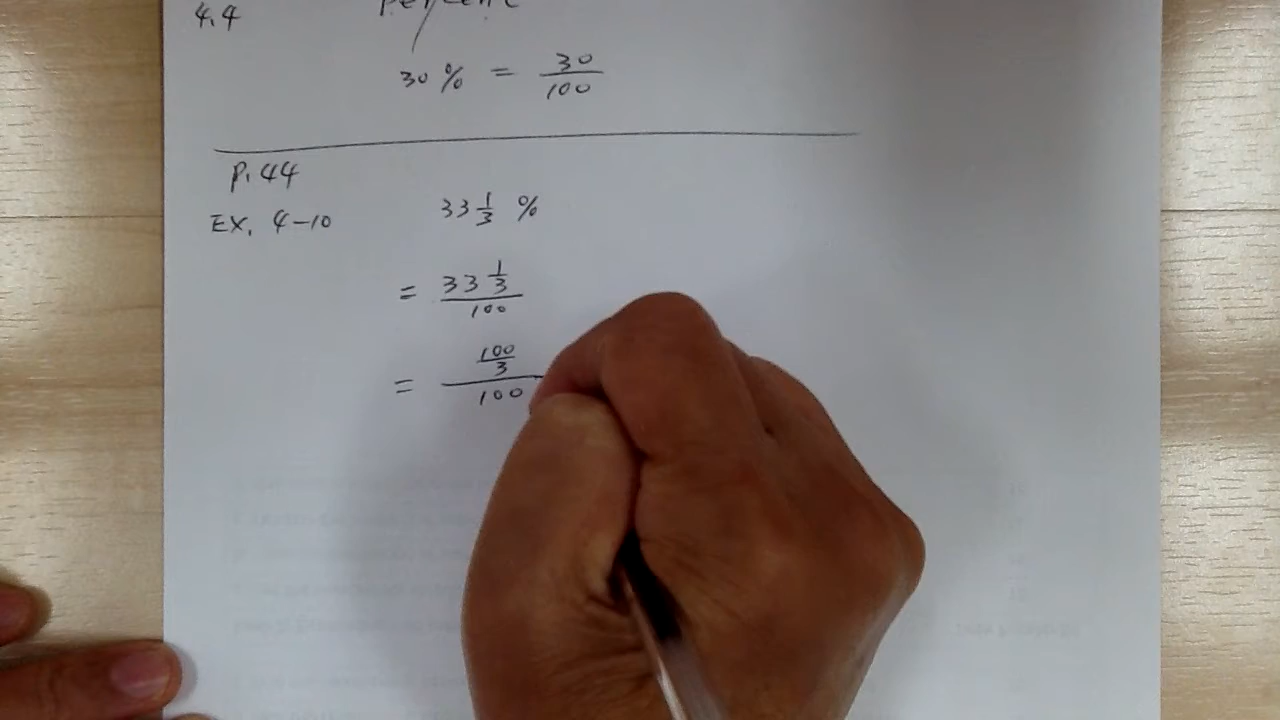 4.4 Percent
30 % = 30/100
P. 44
EX. 4-10 33 1/3 %
= 33 1/3 / 100
= 100/3 / 100